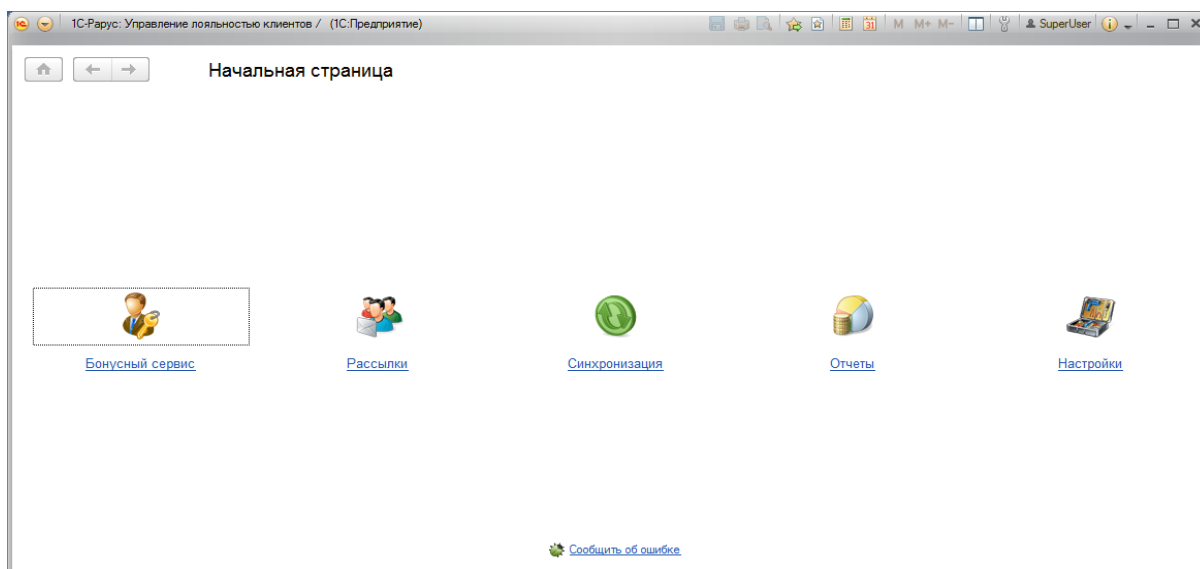 1С-Рарус: Управление лояльностью клиентов / (1С:Предприятие)
31 M M+ M- SuperUser
Начальная страница
Бонусный сервис Рассылки Синхронизация Отчеты Настройки
Сообщить об ошибке